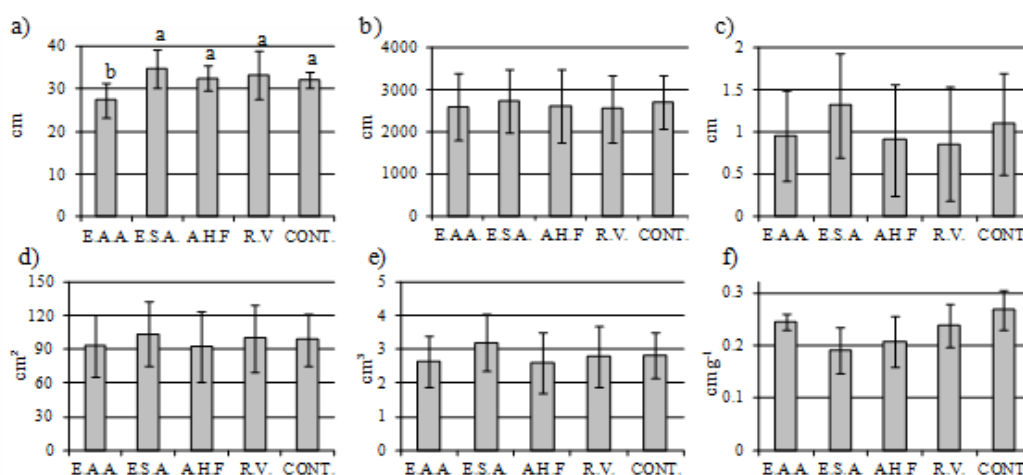 a)
cm
40
30
20
10
0
b
a
a
a
a
E.A.A. E.S.A. A.H.F R.V. CONT.
b)
cm
4000
3000
2000
1000
0
E.A.A. E.S.A. A.H.F R.V. CONT.
c)
cm
2
1.5
1
0.5
0
E.A.A. E.S.A. A.H.F R.V. CONT.
d)
cm²
150
120
90
60
30
0
E.A.A. E.S.A. A.H.F R.V. CONT.
e)
cm³
5
4
3
2
1
0
E.A.A. E.S.A. A.H.F R.V. CONT.
f)
cm g⁻¹
0.3
0.2
0.1
0
E.A.A. E.S.A. A.H.F R.V. CONT.